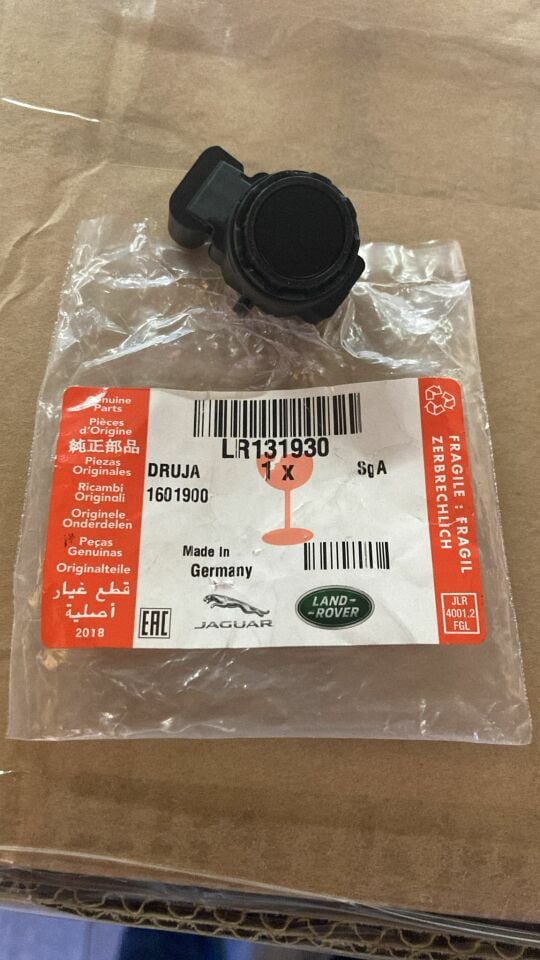 Genuine
Parts
Pièces
d'Origine
純正部品
Piezas
Originales
Ricambi
Originali
Originele
Onderdelen
Peças
Genuinas
Originalteile
قطع غيار
أصلية
2018
LR131930
DRUJA
1 X
SgA
1601900
Made In
Germany
EAC
JAGUAR
LAND-
-ROVER
FRAGILE : FRAGIL
ZERBRECHLICH
JLR
4001.2
FGL